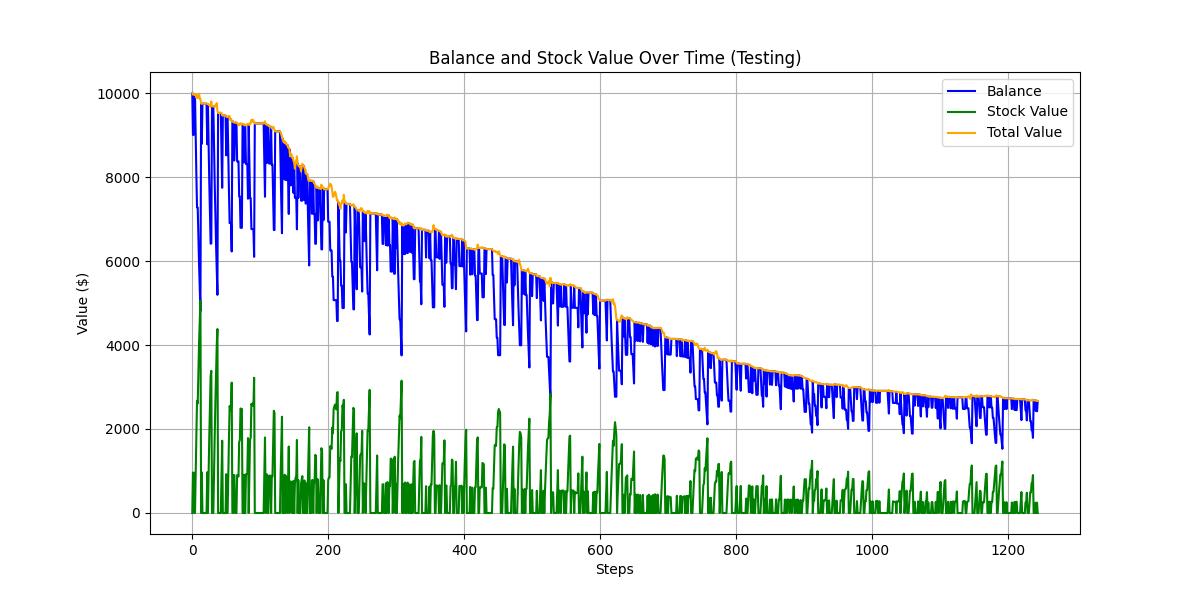 Balance and Stock Value Over Time (Testing)
Value ($)
10000
8000
6000
4000
2000
0
Balance
Stock Value
Total Value
0 200 400 600 800 1000 1200
Steps